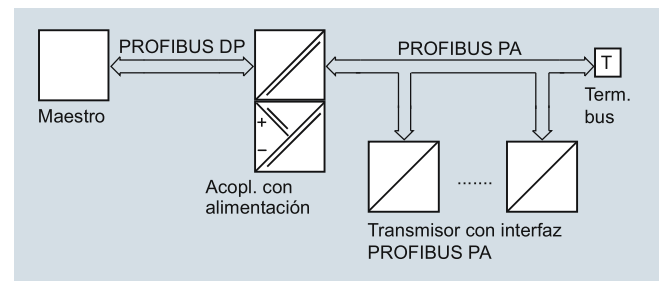 PROFIBUS DP
PROFIBUS PA
T
Maestro
Term.
bus
+
−
Acopl. con
alimentación
.......
Transmisor con interfaz
PROFIBUS PA